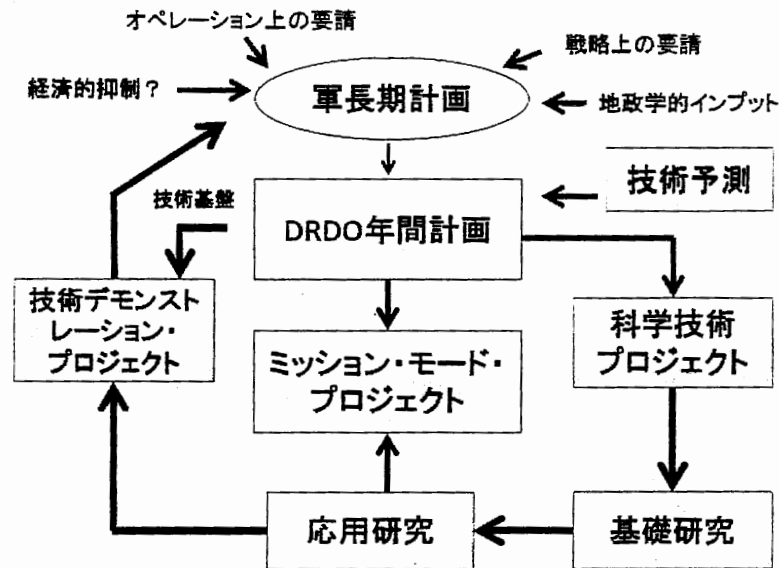 オペレーション上の要請
戦略上の要請
経済的抑制？
軍長期計画
地政学的インプット
技術予測
技術基盤
DRDO年間計画
技術デモンスト
レーション・
プロジェクト
ミッション・モード・
プロジェクト
科学技術
プロジェクト
応用研究
基礎研究